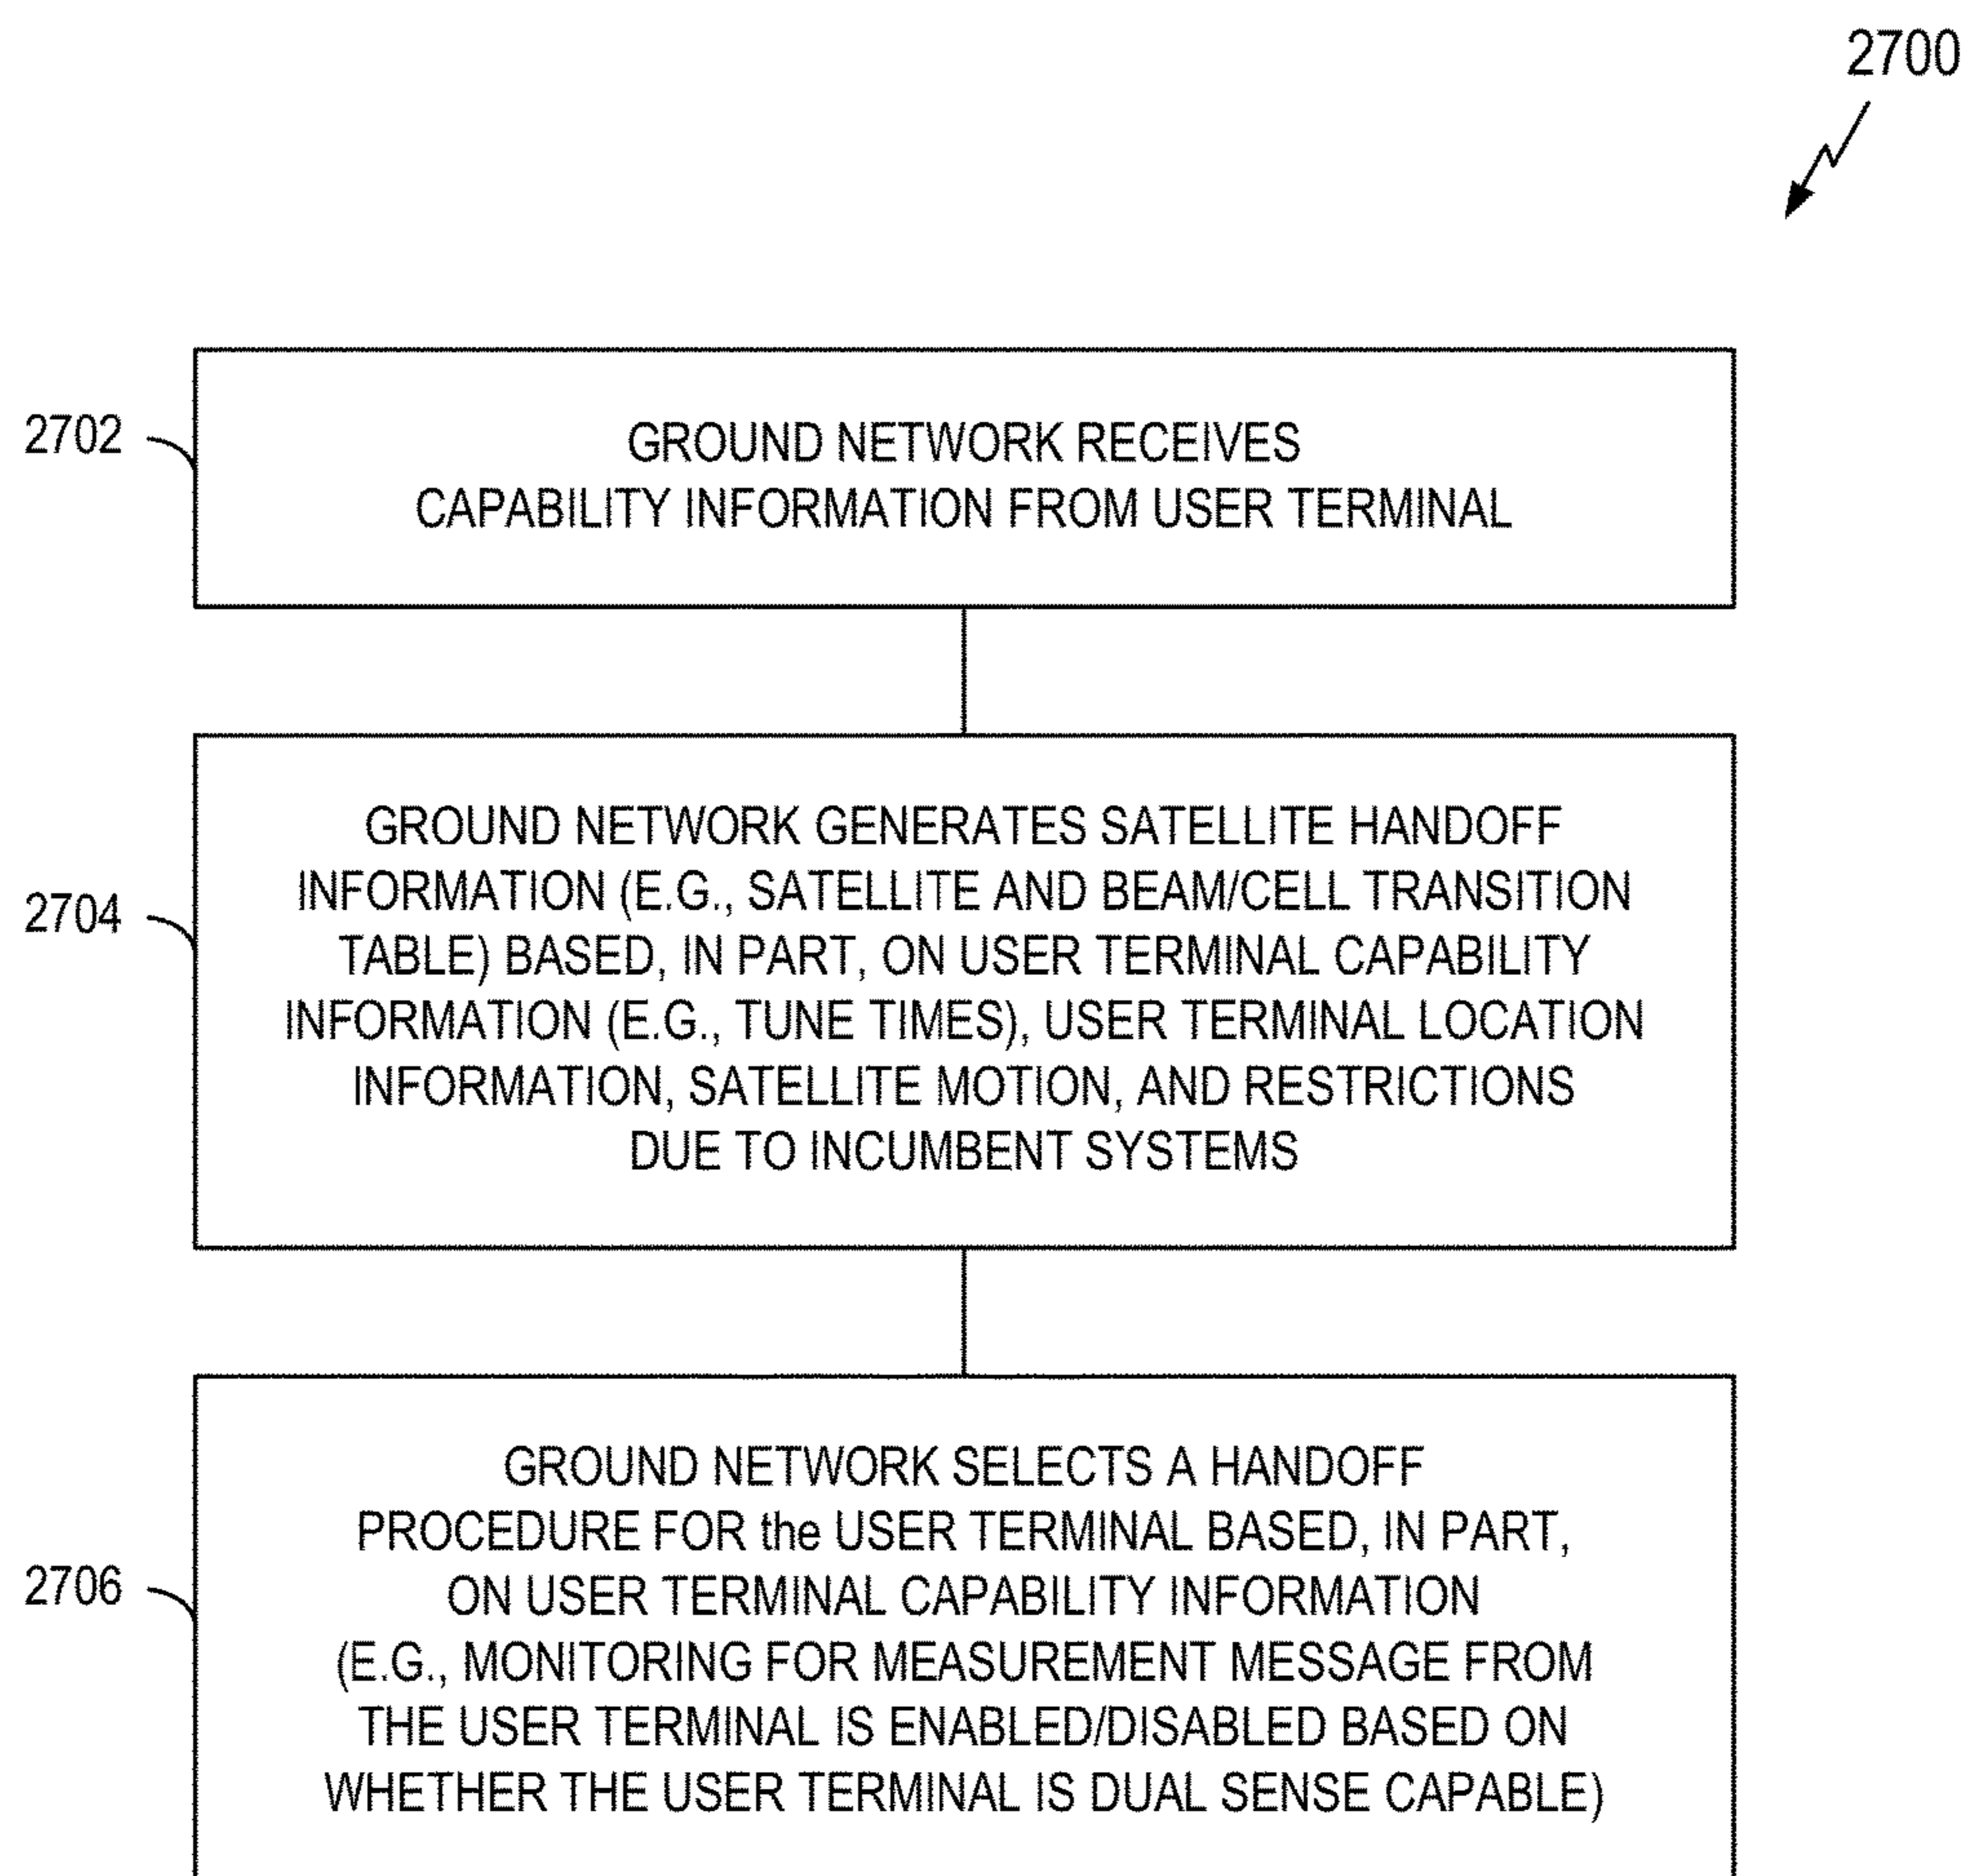 2700
2702
GROUND NETWORK RECEIVES
CAPABILITY INFORMATION FROM USER TERMINAL
2704
GROUND NETWORK GENERATES SATELLITE HANDOFF
INFORMATION (E.G., SATELLITE AND BEAM/CELL TRANSITION
TABLE) BASED, IN PART, ON USER TERMINAL CAPABILITY
INFORMATION (E.G., TUNE TIMES), USER TERMINAL LOCATION
INFORMATION, SATELLITE MOTION, AND RESTRICTIONS
DUE TO INCUMBENT SYSTEMS
2706
GROUND NETWORK SELECTS A HANDOFF
PROCEDURE FOR the USER TERMINAL BASED, IN PART,
ON USER TERMINAL CAPABILITY INFORMATION
(E.G., MONITORING FOR MEASUREMENT MESSAGE FROM
THE USER TERMINAL IS ENABLED/DISABLED BASED ON
WHETHER THE USER TERMINAL IS DUAL SENSE CAPABLE)